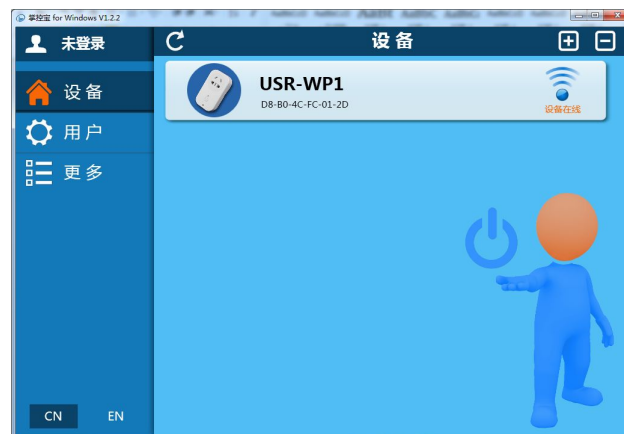 掌控宝 for Windows V1.2.2
未登录
设备
USR-WP1
D8-B0-4C-FC-01-2D
设备在线
设备
用户
更多
CN EN